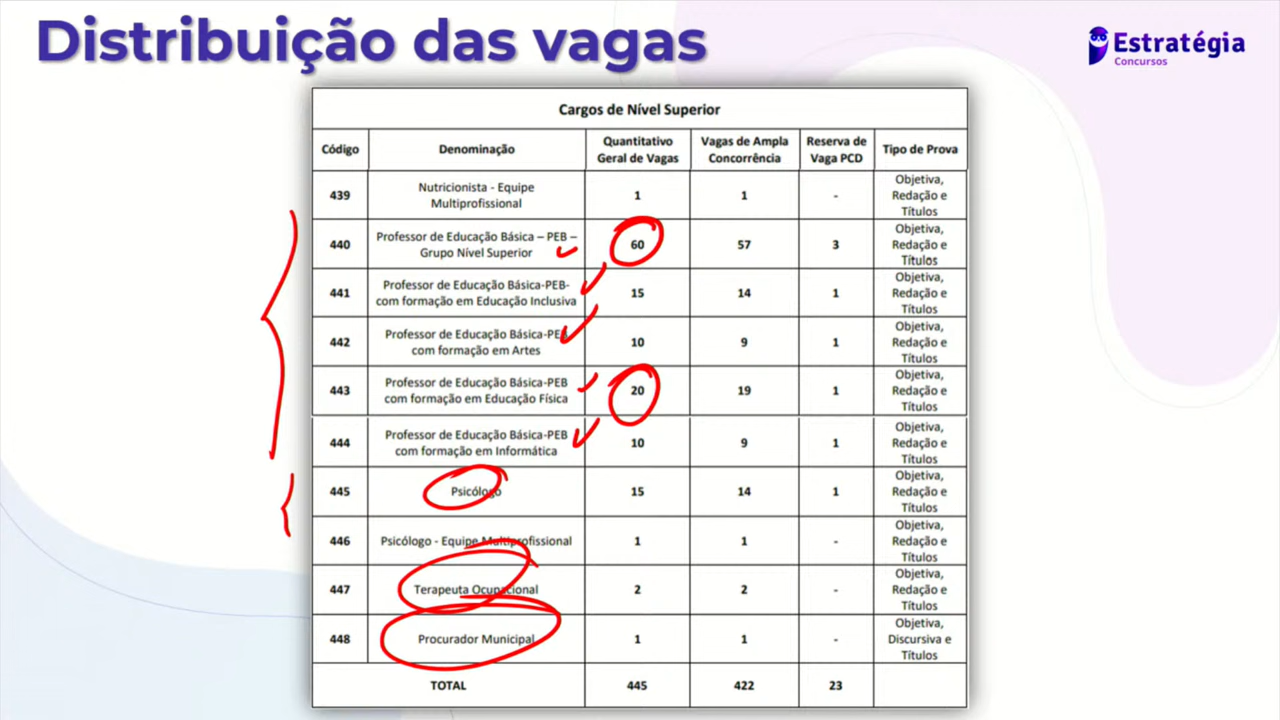 Distribuição das vagas
Estratégia
Concursos
Cargos de Nível Superior
Código
Denominação
Quantitativo
Geral de Vagas
Vagas de Ampla
Concorrência
Reserva de
Vaga PCD
Tipo de Prova
439
Nutricionista - Equipe
Multiprofissional
1
1
-
Objetiva,
Redação e
Títulos
440
Professor de Educação Básica – PEB –
Grupo Nível Superior
60
57
3
Objetiva,
Redação e
Títulos
441
Professor de Educação Básica-PEB-
com formação em Educação Inclusiva
15
14
1
Objetiva,
Redação e
Títulos
442
Professor de Educação Básica-PEB
com formação em Artes
10
9
1
Objetiva,
Redação e
Títulos
443
Professor de Educação Básica-PEB
com formação em Educação Física
20
19
1
Objetiva,
Redação e
Títulos
444
Professor de Educação Básica-PEB
com formação em Informática
10
9
1
Objetiva,
Redação e
Títulos
445
Psicólogo
15
14
1
Objetiva,
Redação e
Títulos
446
Psicólogo - Equipe Multiprofissional
1
1
-
Objetiva,
Redação e
Títulos
447
Terapeuta Ocupacional
2
2
-
Objetiva,
Redação e
Títulos
448
Procurador Municipal
1
1
-
Objetiva,
Discursiva e
Títulos
TOTAL
445
422
23